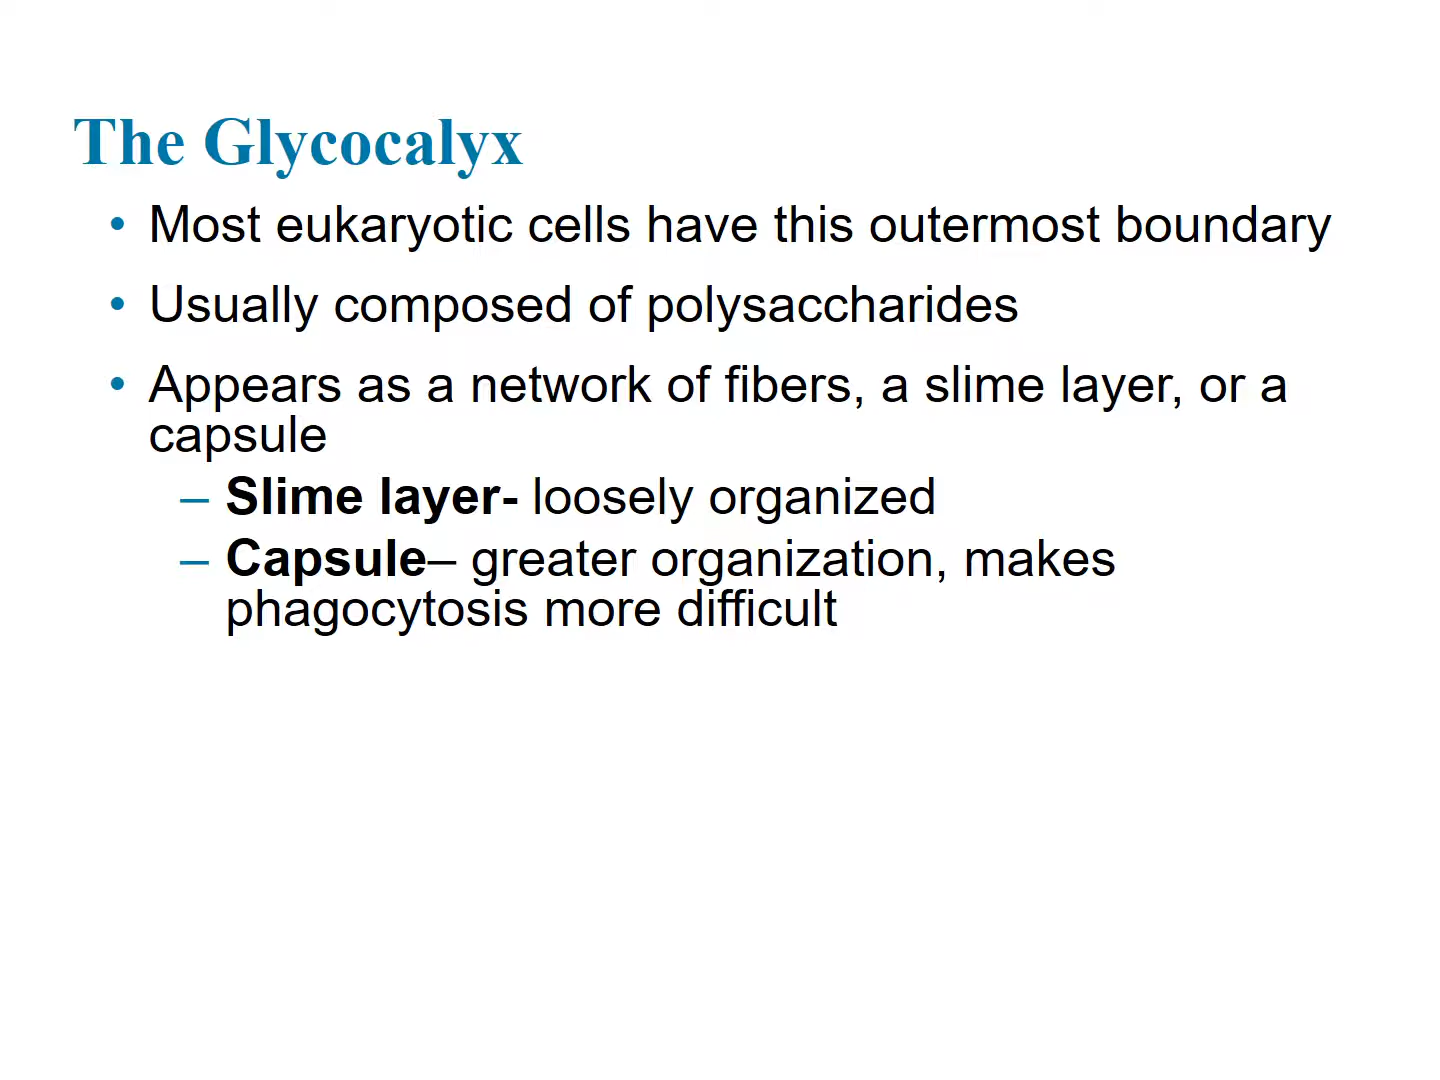 The Glycocalyx
• Most eukaryotic cells have this outermost boundary
• Usually composed of polysaccharides
• Appears as a network of fibers, a slime layer, or a
capsule
– Slime layer- loosely organized
– Capsule– greater organization, makes
phagocytosis more difficult